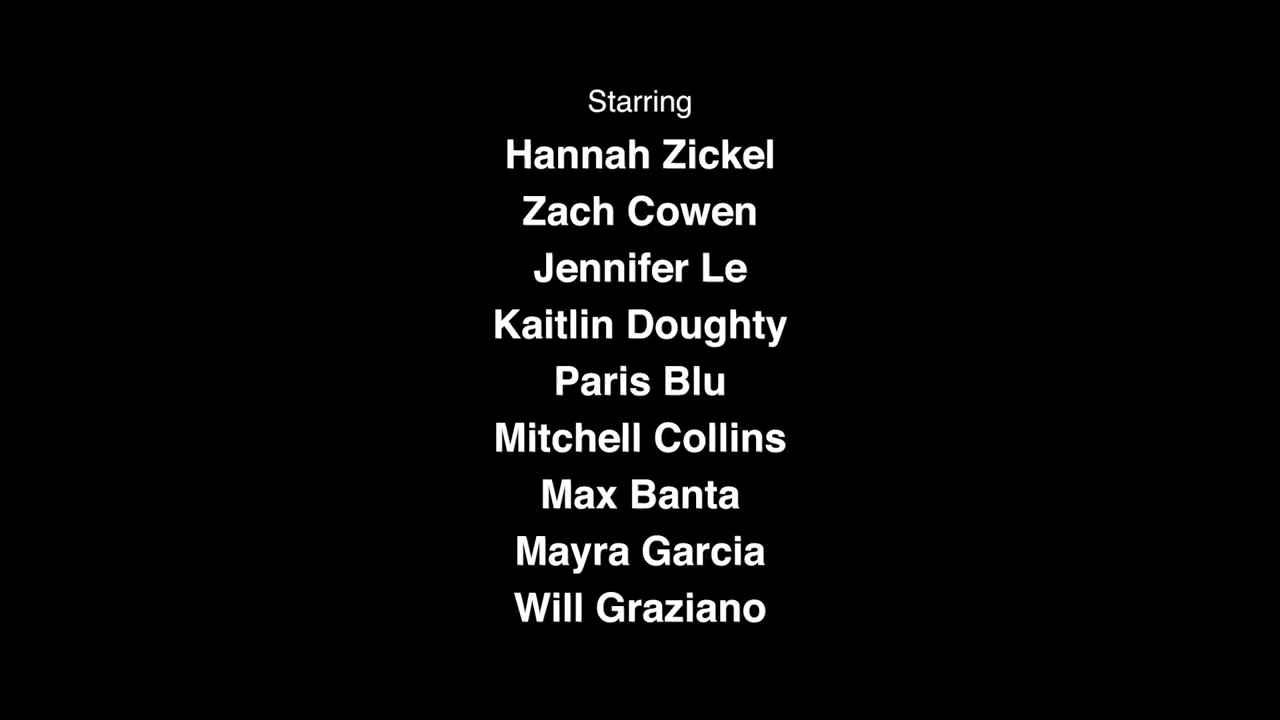 Starring
Hannah Zickel
Zach Cowen
Jennifer Le
Kaitlin Doughty
Paris Blu
Mitchell Collins
Max Banta
Mayra Garcia
Will Graziano